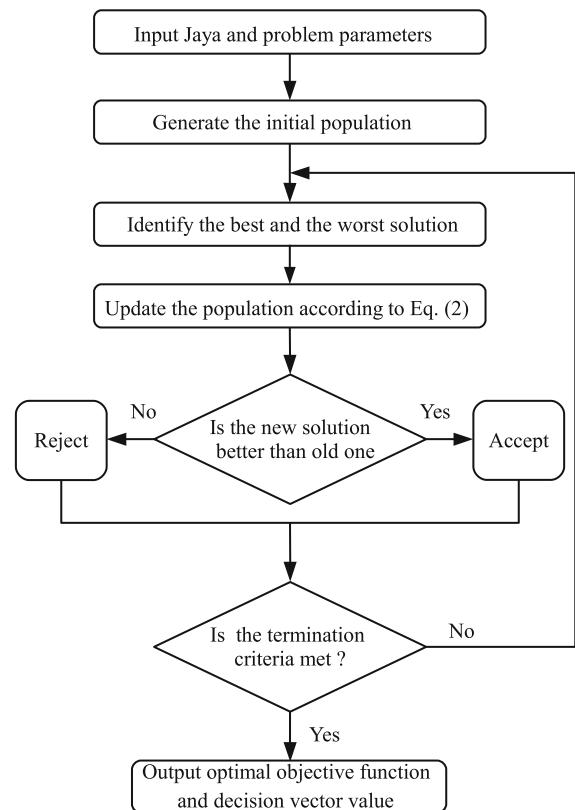 Input Jaya and problem parameters
Generate the initial population
Identify the best and the worst solution
Update the population according to Eq. (2)
No
Yes
Is the new solution
better than old one
Reject
Accept
Is the termination
criteria met ?
No
Yes
Output optimal objective function
and decision vector value